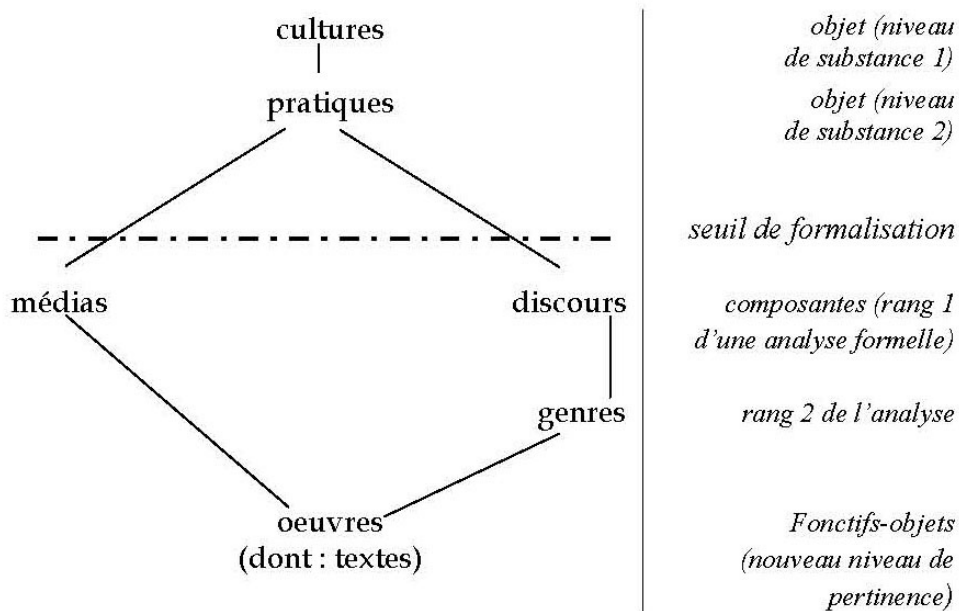 cultures
objet (niveau
de substance 1)
pratiques
objet (niveau
de substance 2)
seuil de formalisation
médias
discours
composantes (rang 1
d'une analyse formelle)
genres
rang 2 de l'analyse
oeuvres
(dont : textes)
Fonctifs-objets
(nouveau niveau de
pertinence)